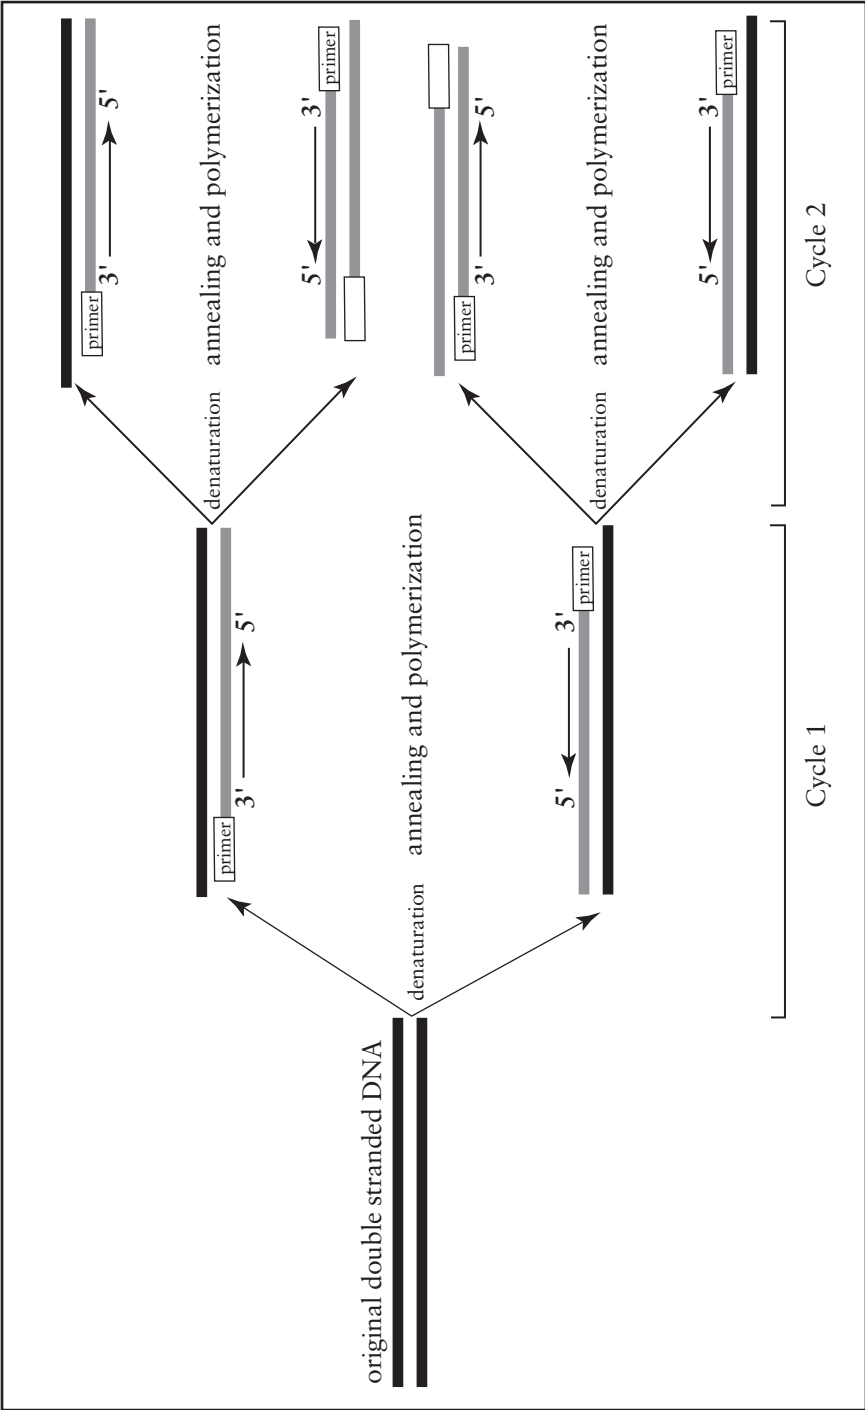 primer
3' 5'
denaturation annealing and polymerization
primer
3' 5'
5' 3'
primer
original double stranded DNA
denaturation annealing and polymerization
primer
3' 5'
5' 3'
primer
denaturation annealing and polymerization
5' 3'
primer
Cycle 1 Cycle 2